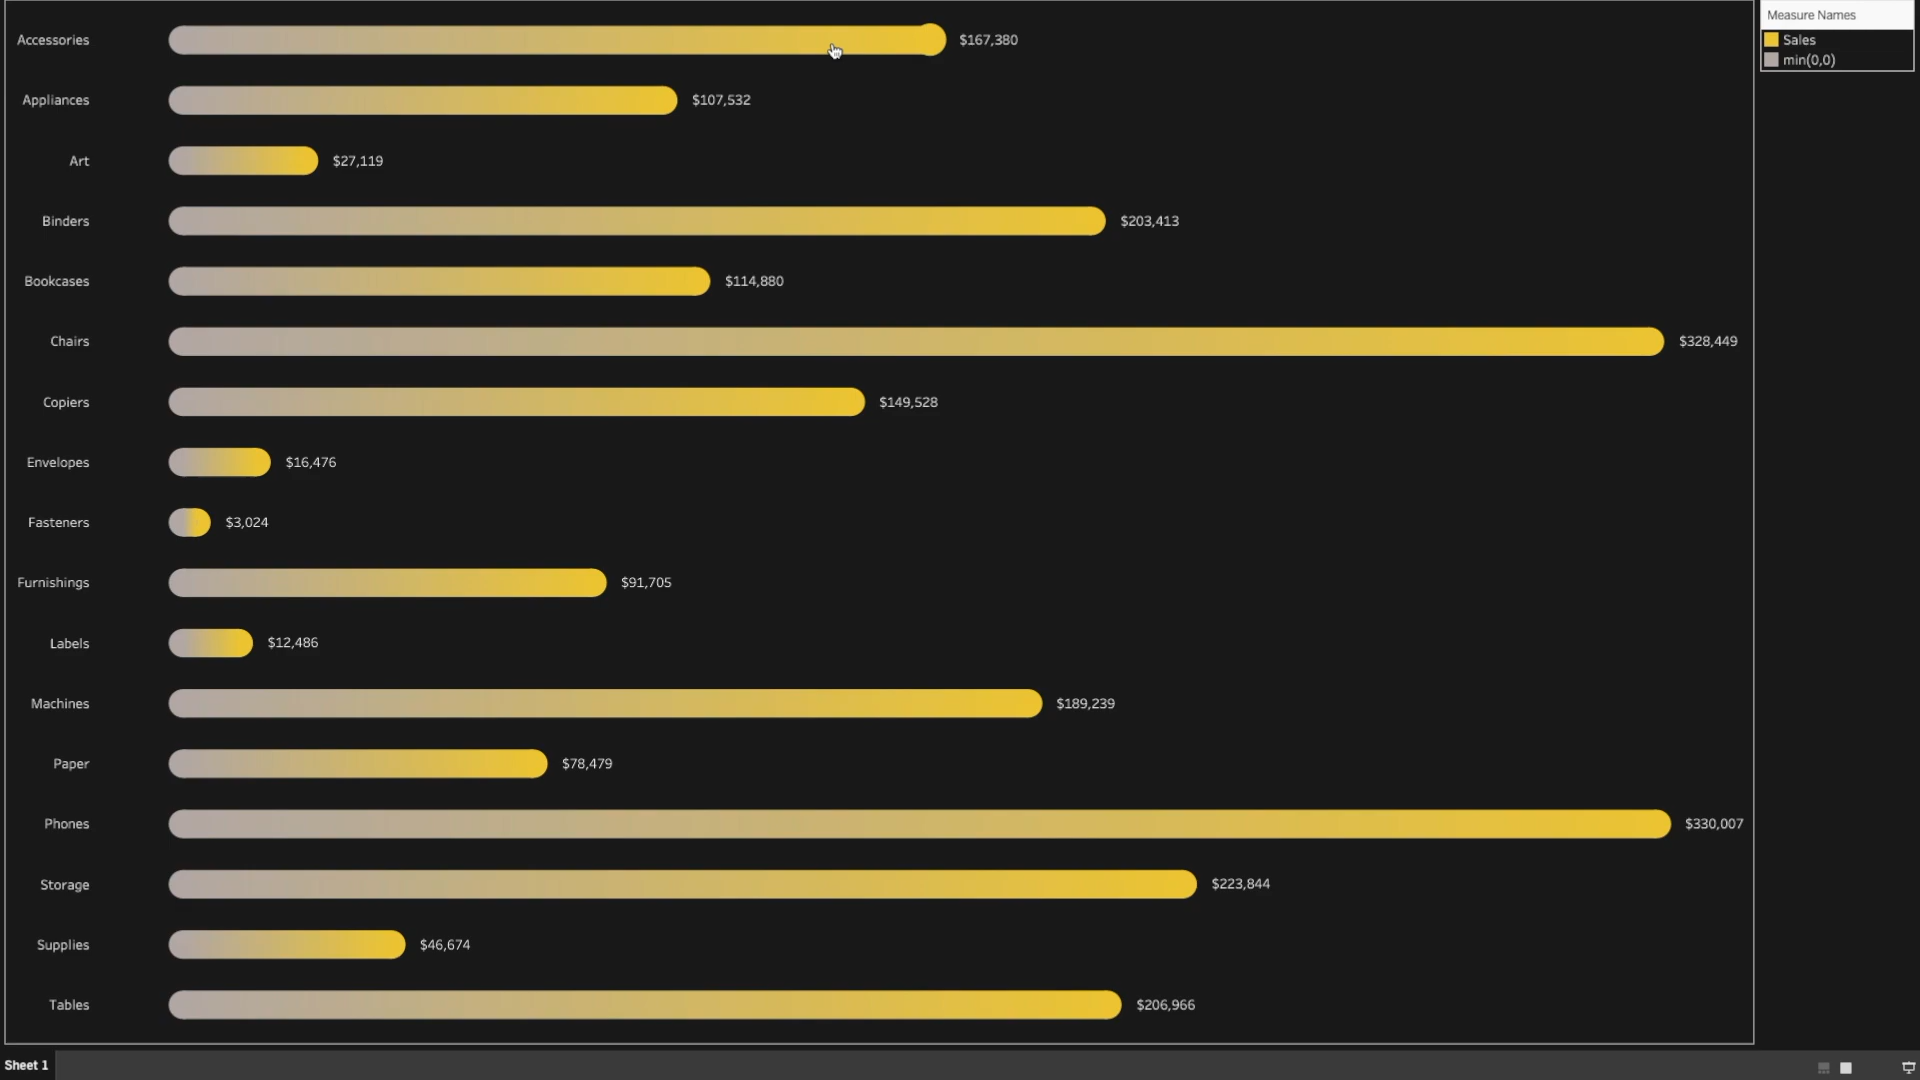 Measure Names
Sales
min(0,0)
Accessories $167,380
Appliances $107,532
Art $27,119
Binders $203,413
Bookcases $114,880
Chairs $328,449
Copiers $149,528
Envelopes $16,476
Fasteners $3,024
Furnishings $91,705
Labels $12,486
Machines $189,239
Paper $78,479
Phones $330,007
Storage $223,844
Supplies $46,674
Tables $206,966
Sheet 1